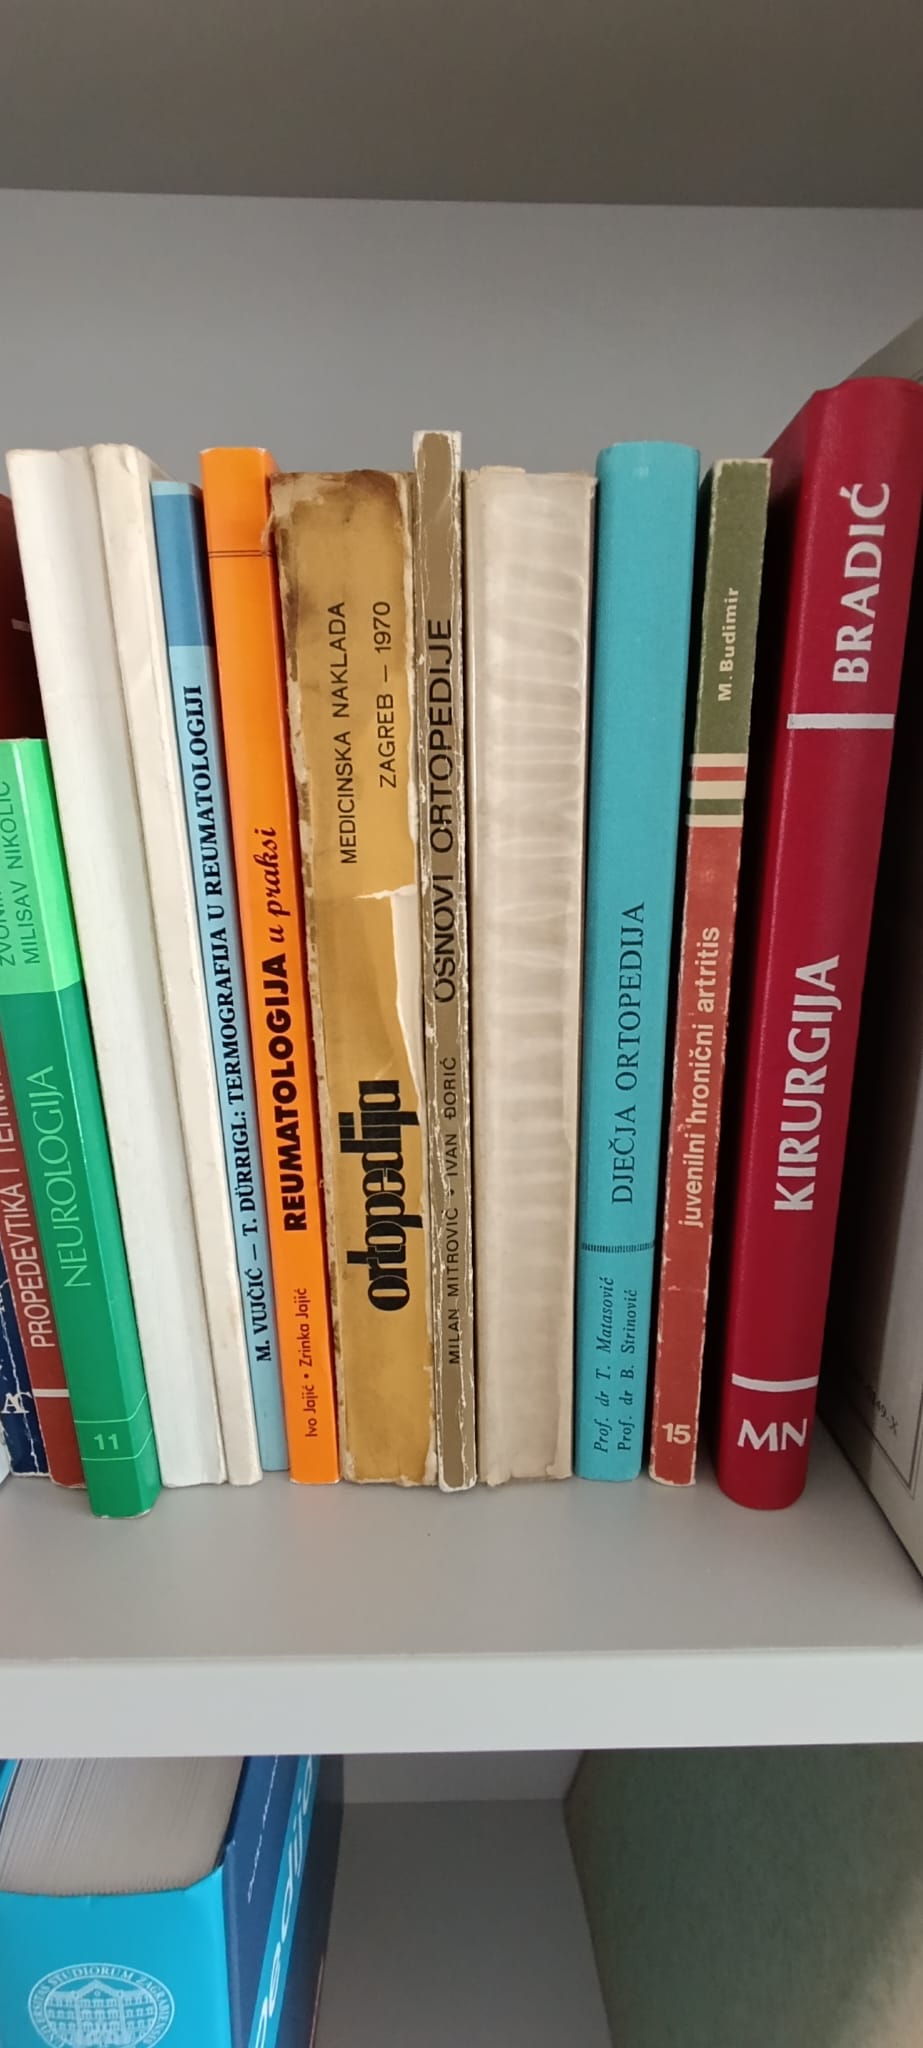 PROPEDEVTIKA I
MILISAV NIKOLIĆ
NEUROLOGIJA
11
M. VUJČIĆ – T. DÜRRIGL: TERMOGRAFIJA U REUMATOLOGIJI
Ivo Jajić • Zrinka Jajić
REUMATOLOGIJA u praksi
MEDICINSKA NAKLADA
ZAGREB – 1970
ortopedija
MILAN MITROVIĆ • IVAN ĐORIĆ
OSNOVI ORTOPEDIJE
Prof. dr T. Matasović
Prof. dr B. Strinović
DJEČJA ORTOPEDIJA
M. Budimir
juvenilni hronični artritis
15
BRADIĆ
KIRURGIJA
MN